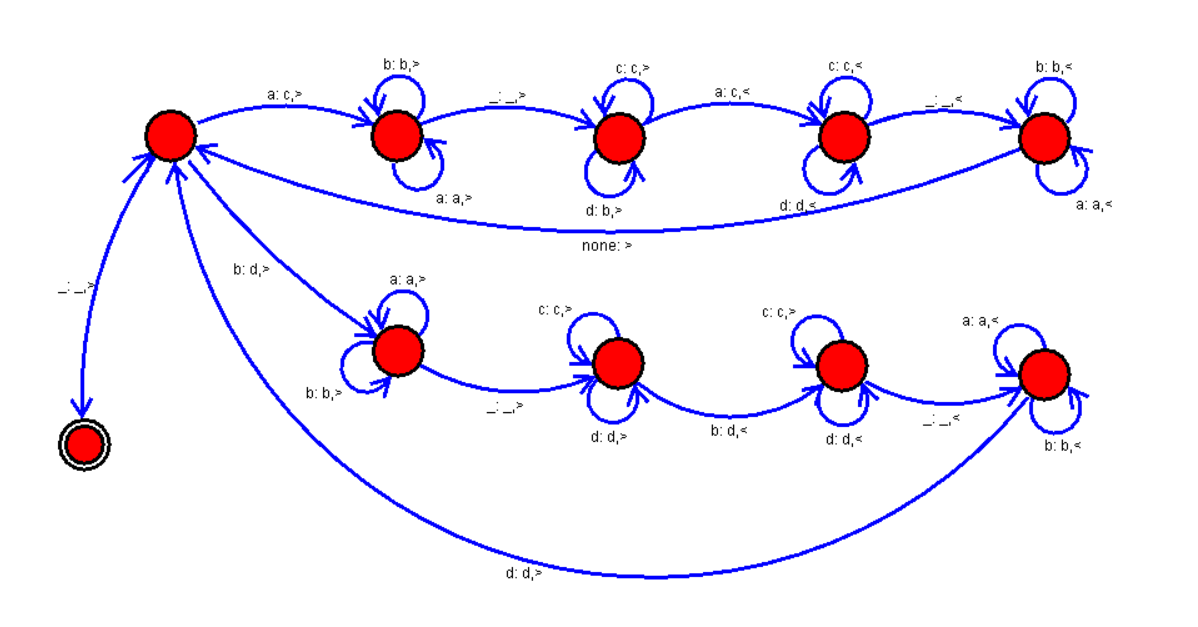 b: b,>
c: c,>
c: c,<
b: b,<
a: c,>
_: _,>
a: c,<
_: _,<
a: a,>
d: b,>
d: d,<
a: a,<
none: >
b: d,>
_: _,>
a: a,>
c: c,>
c: c,>
a: a,<
b: b,>
_: _,>
d: d,>
b: d,<
d: d,<
_: _,<
b: b,<
d: d,>